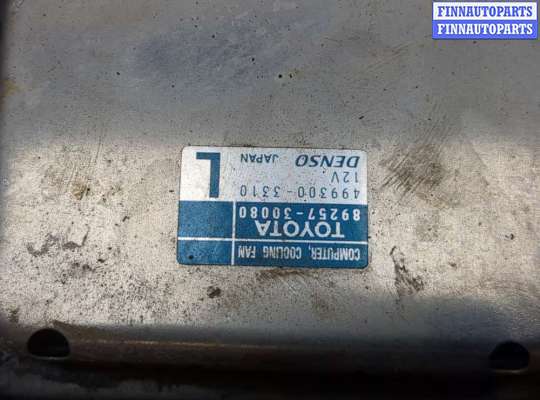 FINNAUTOPARTS
FINNAUTOPARTS
COMPUTER, COOLING FAN
TOYOTA
89257-30080
499300-3310
12V
DENSO JAPAN
L